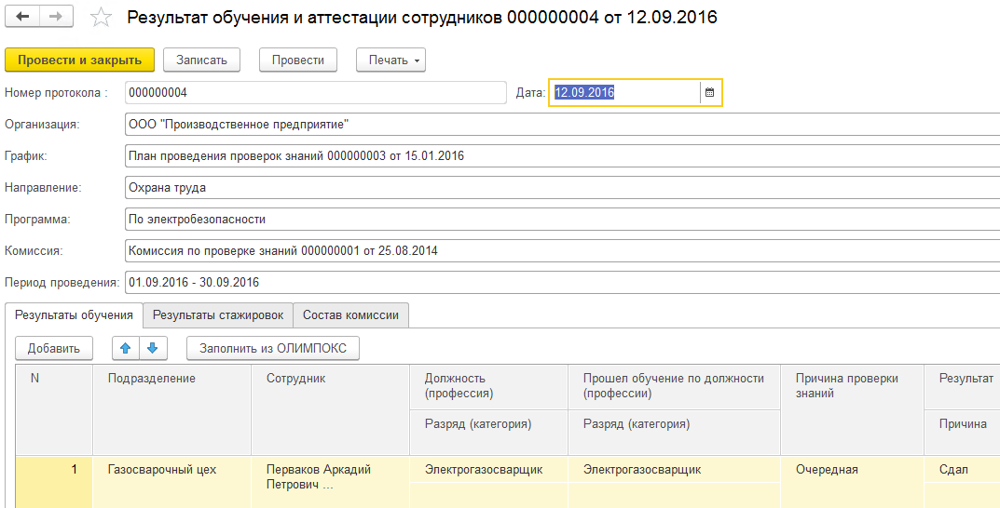 Результат обучения и аттестации сотрудников 000000004 от 12.09.2016
Провести и закрыть Записать Провести Печать
Номер протокола : 000000004 Дата: 12.09.2016
Организация: ООО "Производственное предприятие"
График: План проведения проверок знаний 000000003 от 15.01.2016
Направление: Охрана труда
Программа: По электробезопасности
Комиссия: Комиссия по проверке знаний 000000001 от 25.08.2014
Период проведения: 01.09.2016 - 30.09.2016
Результаты обучения Результаты стажировок Состав комиссии
Добавить Заполнить из ОЛИМПОКС
N Подразделение Сотрудник Должность Прошел обучение по должности Причина проверки Результат
(профессия) (профессии) знаний
Разряд (категория) Разряд (категория) Причина
1 Газосварочный цех Перваков Аркадий Электрогазосварщик Электрогазосварщик Очередная Сдал
Петрович ...